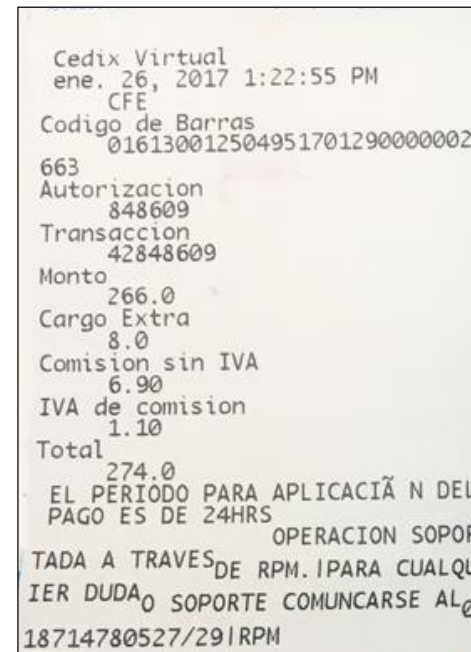 Cedix Virtual
ene. 26, 2017 1:22:55 PM
CFE
Codigo de Barras
016130012504951701290000002
663
Autorizacion
848609
Transaccion
42848609
Monto
266.0
Cargo Extra
8.0
Comision sin IVA
6.90
IVA de comision
1.10
Total
274.0
EL PERIODO PARA APLICACIÃ N DEL
PAGO ES DE 24HRS
OPERACION SOPOR
TADA A TRAVES DE RPM.|PARA CUALQU
IER DUDA O SOPORTE COMUNCARSE AL 0
18714780527/29|RPM